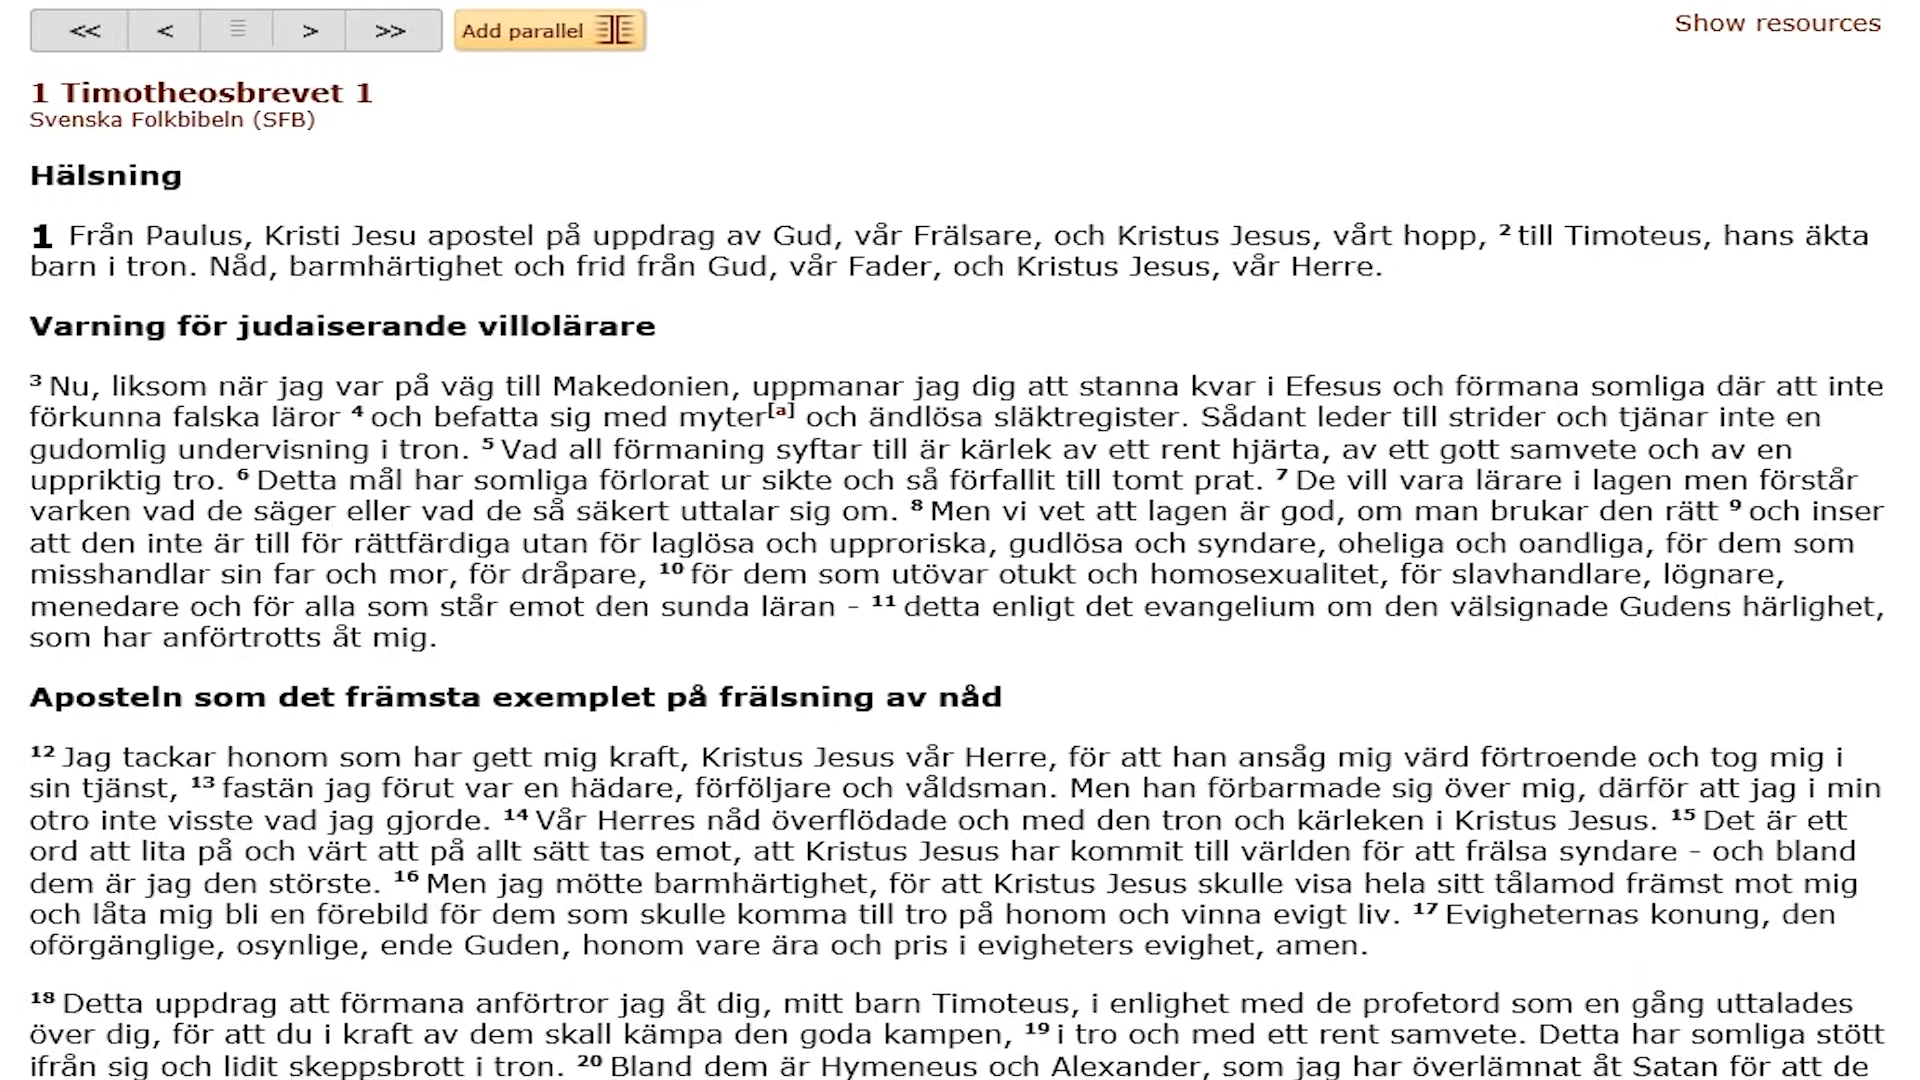 << < ☰ > >> Add parallel Show resources
1 Timotheosbrevet 1
Svenska Folkbibeln (SFB)
Hälsning
1 Från Paulus, Kristi Jesu apostel på uppdrag av Gud, vår Frälsare, och Kristus Jesus, vårt hopp, 2 till Timoteus, hans äkta
barn i tron. Nåd, barmhärtighet och frid från Gud, vår Fader, och Kristus Jesus, vår Herre.
Varning för judaiserande villolärare
3 Nu, liksom när jag var på väg till Makedonien, uppmanar jag dig att stanna kvar i Efesus och förmana somliga där att inte
förkunna falska läror 4 och befatta sig med myter[a] och ändlösa släktregister. Sådant leder till strider och tjänar inte en
gudomlig undervisning i tron. 5 Vad all förmaning syftar till är kärlek av ett rent hjärta, av ett gott samvete och av en
uppriktig tro. 6 Detta mål har somliga förlorat ur sikte och så förfallit till tomt prat. 7 De vill vara lärare i lagen men förstår
varken vad de säger eller vad de så säkert uttalar sig om. 8 Men vi vet att lagen är god, om man brukar den rätt 9 och inser
att den inte är till för rättfärdiga utan för laglösa och upproriska, gudlösa och syndare, oheliga och oandliga, för dem som
misshandlar sin far och mor, för dråpare, 10 för dem som utövar otukt och homosexualitet, för slavhandlare, lögnare,
menedare och för alla som står emot den sunda läran - 11 detta enligt det evangelium om den välsignade Gudens härlighet,
som har anförtrotts åt mig.
Aposteln som det främsta exemplet på frälsning av nåd
12 Jag tackar honom som har gett mig kraft, Kristus Jesus vår Herre, för att han ansåg mig värd förtroende och tog mig i
sin tjänst, 13 fastän jag förut var en hädare, förföljare och våldsman. Men han förbarmade sig över mig, därför att jag i min
otro inte visste vad jag gjorde. 14 Vår Herres nåd överflödade och med den tron och kärleken i Kristus Jesus. 15 Det är ett
ord att lita på och värt att på allt sätt tas emot, att Kristus Jesus har kommit till världen för att frälsa syndare - och bland
dem är jag den störste. 16 Men jag mötte barmhärtighet, för att Kristus Jesus skulle visa hela sitt tålamod främst mot mig
och låta mig bli en förebild för dem som skulle komma till tro på honom och vinna evigt liv. 17 Evigheternas konung, den
oförgänglige, osynlige, ende Guden, honom vare ära och pris i evigheters evighet, amen.
18 Detta uppdrag att förmana anförtror jag åt dig, mitt barn Timoteus, i enlighet med de profetord som en gång uttalades
över dig, för att du i kraft av dem skall kämpa den goda kampen, 19 i tro och med ett rent samvete. Detta har somliga stött
ifrån sig och lidit skeppsbrott i tron. 20 Bland dem är Hymeneus och Alexander, som jag har överlämnat åt Satan för att de